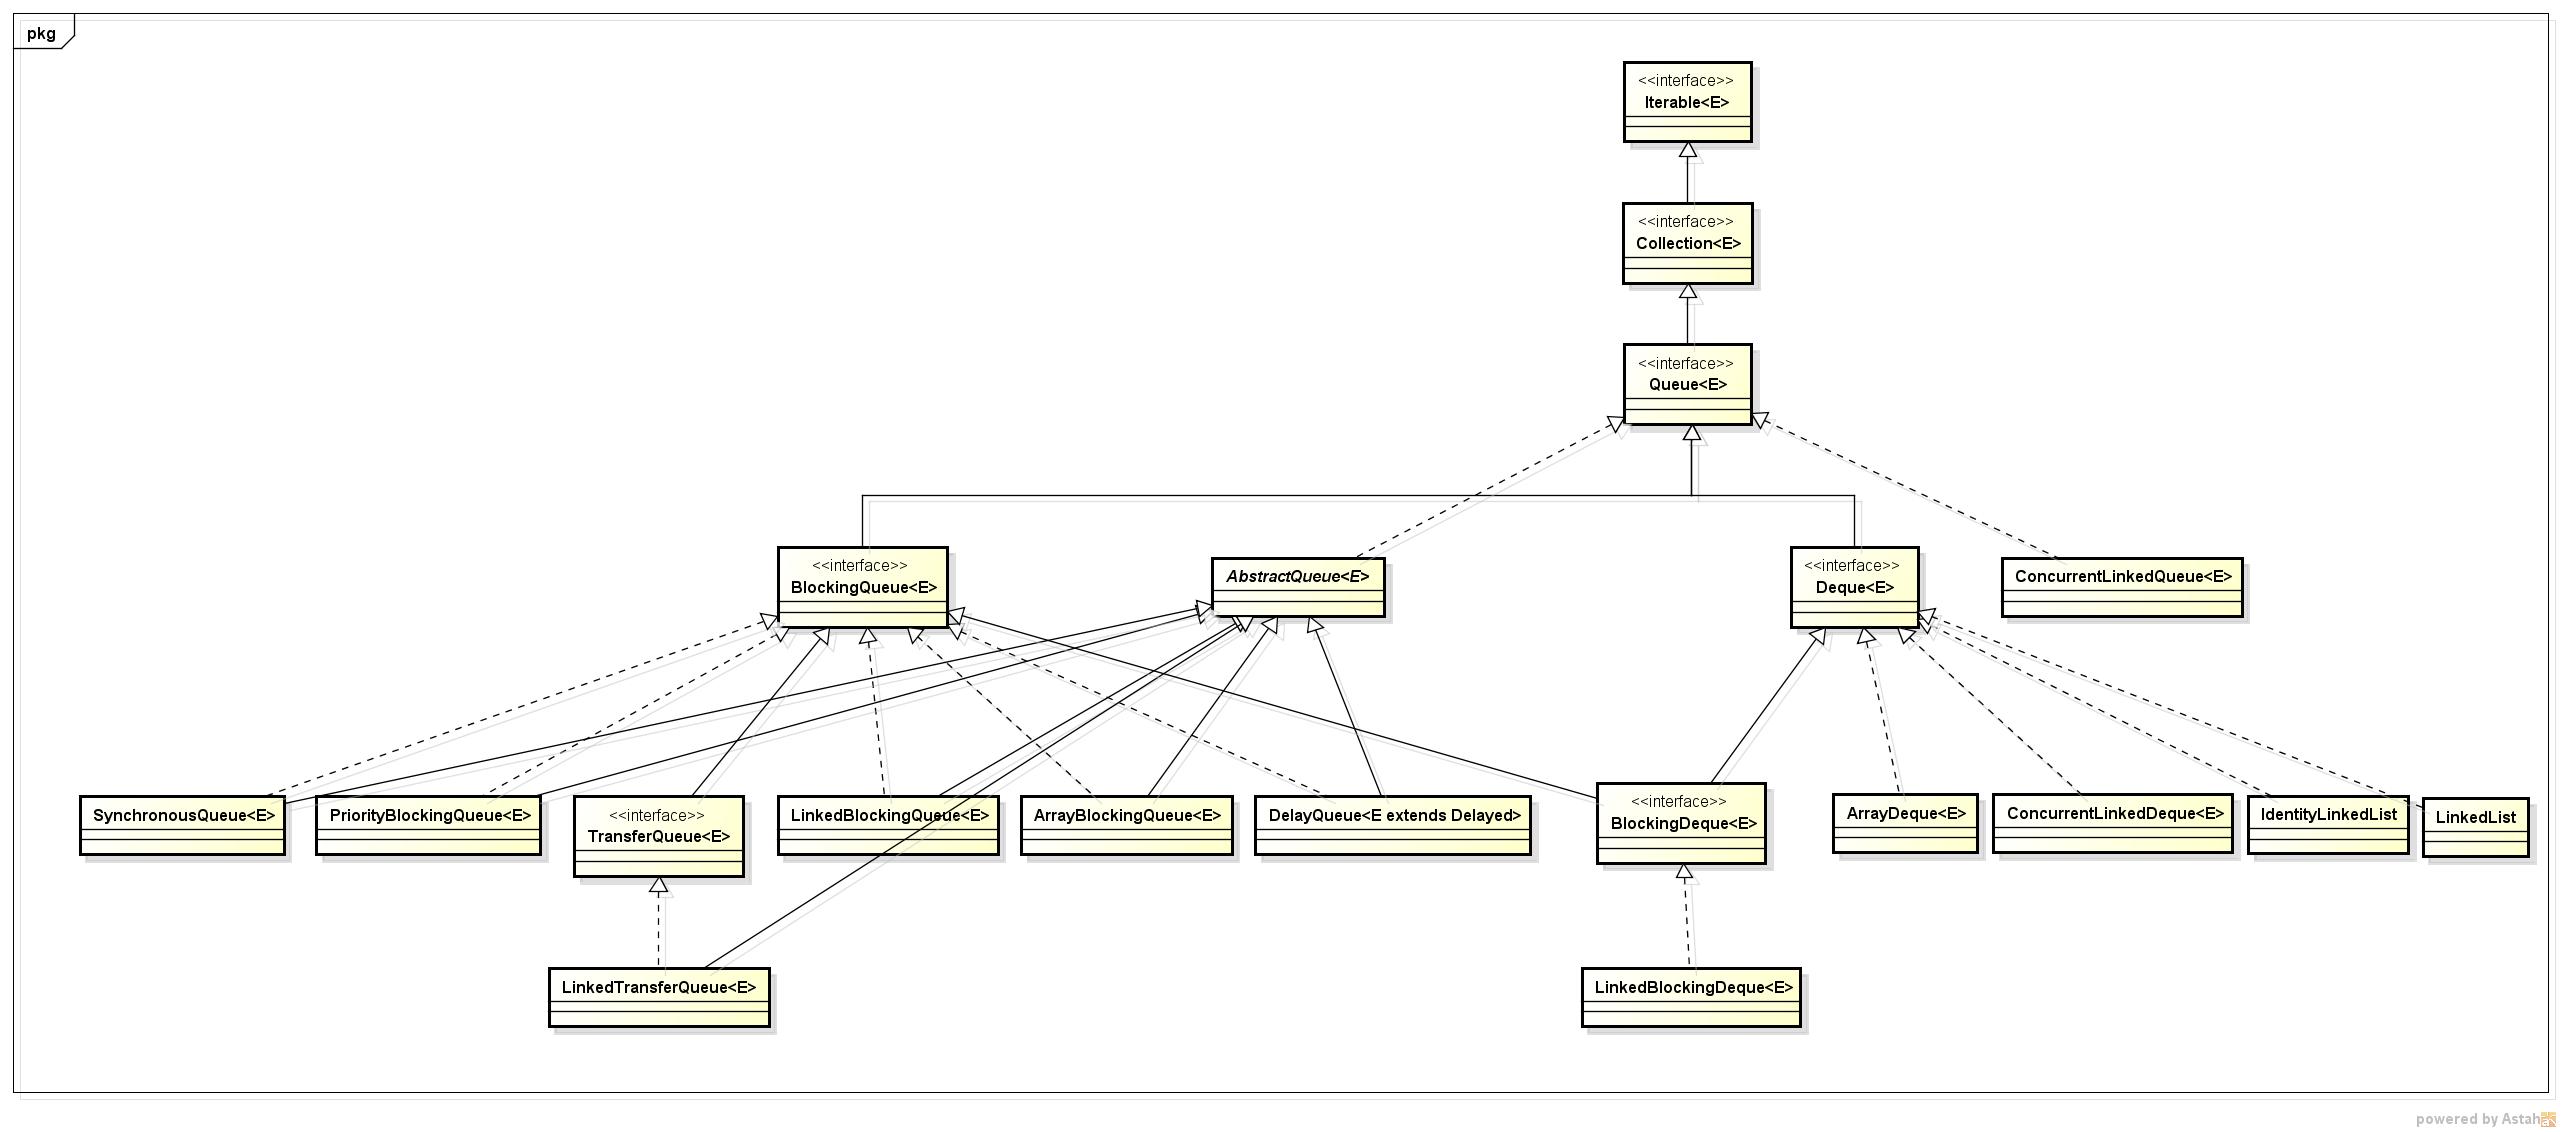 pkg
<<interface>>
Iterable<E>
<<interface>>
Collection<E>
<<interface>>
Queue<E>
<<interface>>
BlockingQueue<E>
AbstractQueue<E>
<<interface>>
Deque<E>
ConcurrentLinkedQueue<E>
SynchronousQueue<E>
PriorityBlockingQueue<E>
<<interface>>
TransferQueue<E>
LinkedBlockingQueue<E>
ArrayBlockingQueue<E>
DelayQueue<E extends Delayed>
<<interface>>
BlockingDeque<E>
ArrayDeque<E>
ConcurrentLinkedDeque<E>
IdentityLinkedList
LinkedList
LinkedTransferQueue<E>
LinkedBlockingDeque<E>
powered by Astah